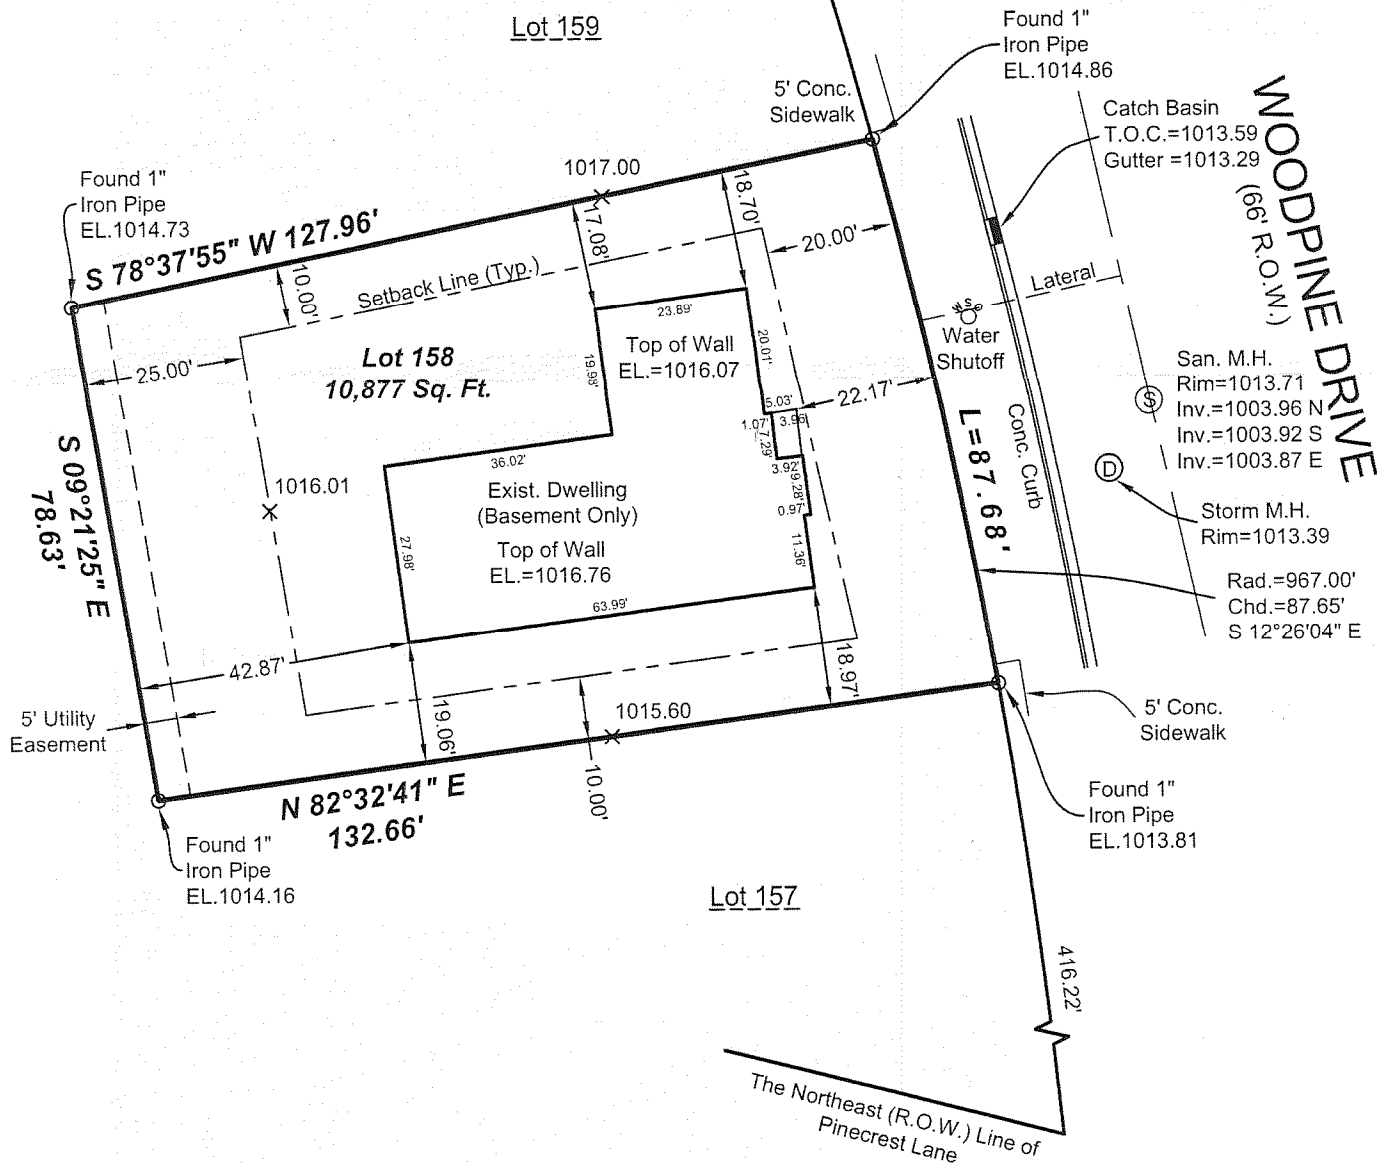 Lot 159
Found 1"
Iron Pipe
EL.1014.86
5' Conc.
Sidewalk
Catch Basin
T.O.C.=1013.59
Gutter =1013.29
WOODPINE DRIVE
(66' R.O.W.)
Found 1"
Iron Pipe
EL.1014.73
1017.00
S 78°37'55" W 127.96'
18.70'
17.08'
20.00'
10.00'
Setback Line (Typ.)
Lateral
23.89'
W.S.O
Water
Shutoff
Top of Wall
EL.=1016.07
20.01'
19.98'
Lot 158
10,877 Sq. Ft.
25.00'
San. M.H.
Rim=1013.71
Inv.=1003.96 N
Inv.=1003.92 S
Inv.=1003.87 E
S
22.17'
5.03'
1.07'
3.96
7.29'
L=87.68'
Conc. Curb
S 09°21'25" E
78.63'
36.02'
3.92'
9.28'
0.97'
D
1016.01
Exist. Dwelling
(Basement Only)
Top of Wall
EL.=1016.76
27.98'
11.36'
Storm M.H.
Rim=1013.39
Rad.=967.00'
Chd.=87.65'
S 12°26'04" E
63.99'
42.87'
18.97'
19.06'
1015.60
10.00'
5' Utility
Easement
5' Conc.
Sidewalk
N 82°32'41" E
132.66'
Found 1"
Iron Pipe
EL.1013.81
Found 1"
Iron Pipe
EL.1014.16
Lot 157
416.22'
The Northeast (R.O.W.) Line of
Pinecrest Lane